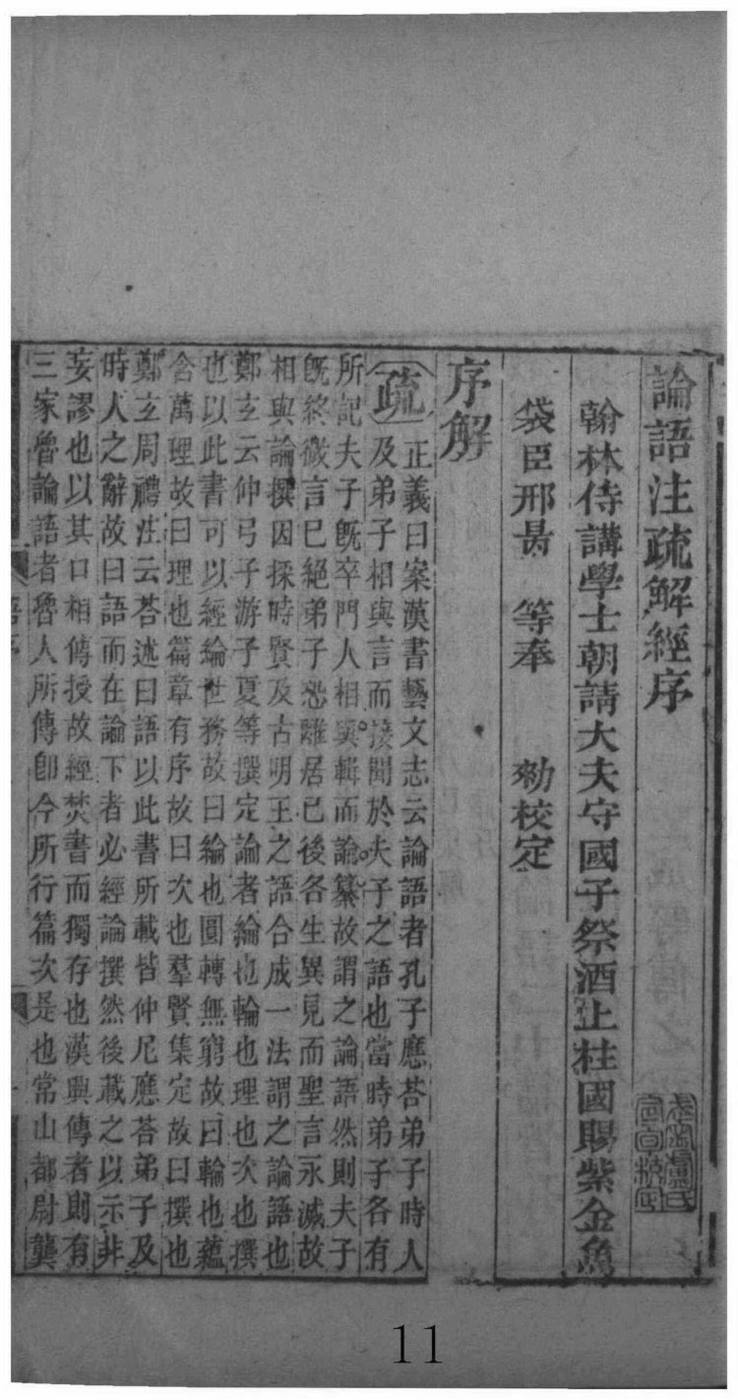 論語注疏解經序
翰林侍講學士朝請大夫守國子祭酒上柱國賜紫金魚
袋臣邢昺 等奉 勑校定
序解
疏 正義曰案漢書藝文志云論語者孔子應荅弟子時人
及弟子相與言而接聞於夫子之語也當時弟子各有
所記夫子旣卒門人相與輯而論纂故謂之論語然則夫子
旣終微言已絕弟子恐離居已後各生異見而聖言永滅故
相與論撰因採時賢及古明王之語合成一法謂之論語也
鄭玄云仲弓子游子夏等撰定論者綸也輪也理也次也撰
也以此書可以經綸世務故曰綸也圓轉無窮故曰輪也蘊
含萬理故曰理也篇章有序故曰次也羣賢集定故曰撰也
鄭玄周禮注云荅述曰語以此書所載皆仲尼應荅弟子及
時人之辭故曰語而在論下者必經論撰然後載之以示非
妄謬也以其口相傳授故經焚書而獨存也漢興傳者則有
三家魯論語者魯人所傳卽今所行篇次是也常山都尉龔
11